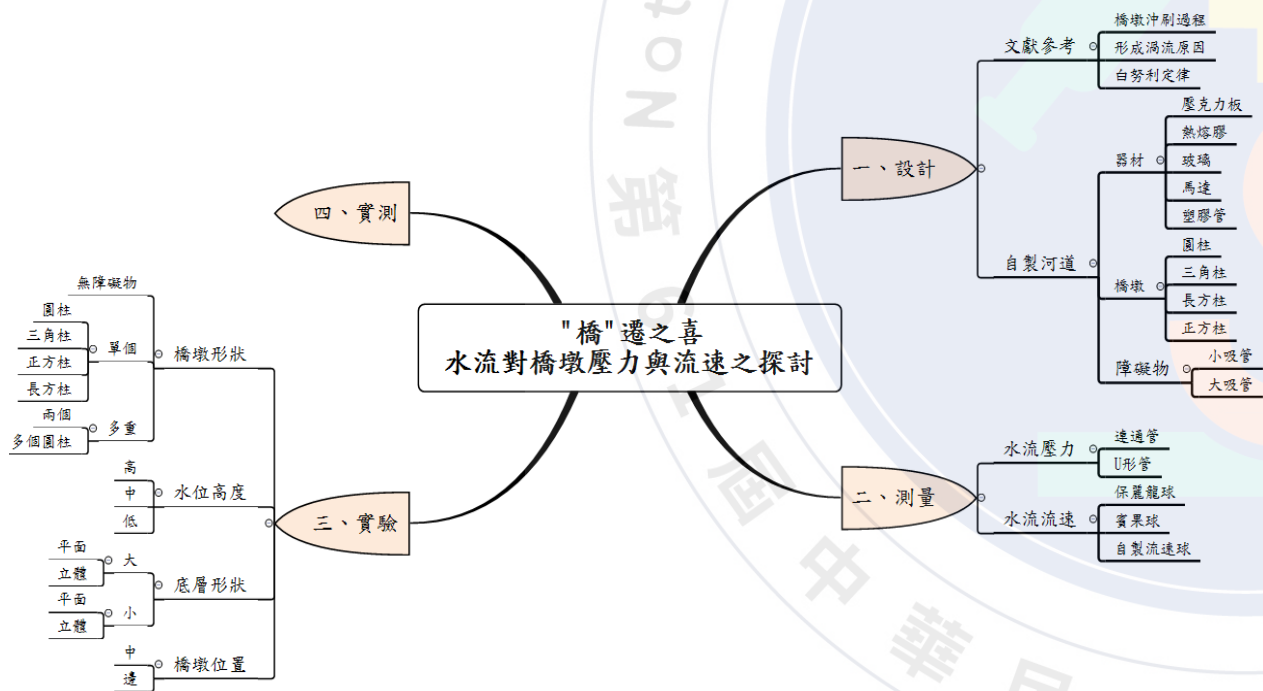 "橋"遷之喜
水流對橋墩壓力與流速之探討
一、設計
文獻參考
橋墩沖刷過程
形成渦流原因
白努利定律
自製河道
器材
壓克力板
熱熔膠
玻璃
馬達
塑膠管
橋墩
圓柱
三角柱
長方柱
正方柱
障礙物
小吸管
大吸管
二、測量
水流壓力
連通管
U形管
水流流速
保麗龍球
賓果球
自製流速球
三、實驗
橋墩形狀
無障礙物
單個
圓柱
三角柱
正方柱
長方柱
多重
兩個
多個圓柱
水位高度
高
中
低
底層形狀
大
平面
立體
小
平面
立體
橋墩位置
中
邊
四、實測
Nat
第61屆中華